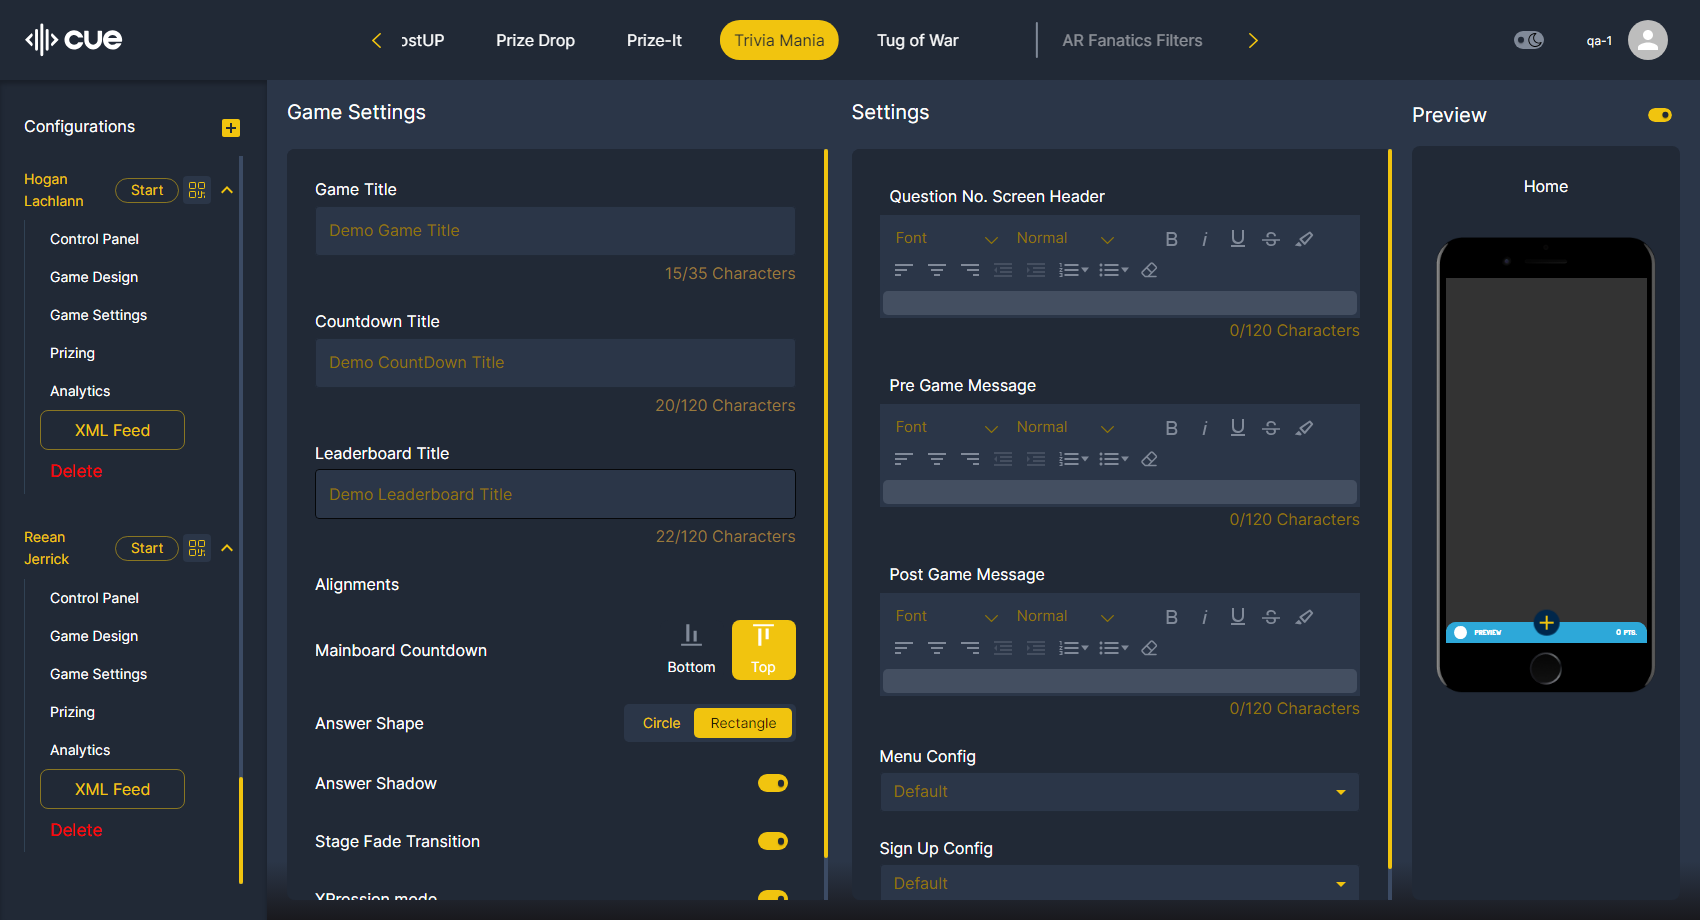 cue
ostUP
Prize Drop
Prize-It
Trivia Mania
Tug of War
AR Fanatics Filters
qa-1
Configurations
Hogan
Lachlann
Start
Control Panel
Game Design
Game Settings
Prizing
Analytics
XML Feed
Delete
Reean
Jerrick
Start
Control Panel
Game Design
Game Settings
Prizing
Analytics
XML Feed
Delete
Game Settings
Game Title
Demo Game Title
15/35 Characters
Countdown Title
Demo CountDown Title
20/120 Characters
Leaderboard Title
Demo Leaderboard Title
22/120 Characters
Alignments
Mainboard Countdown
Bottom
Top
Answer Shape
Circle
Rectangle
Answer Shadow
Stage Fade Transition
XPression mode
Settings
Question No. Screen Header
Font
Normal
0/120 Characters
Pre Game Message
Font
Normal
0/120 Characters
Post Game Message
Font
Normal
0/120 Characters
Menu Config
Default
Sign Up Config
Default
Preview
Home
PREVIEW
0 PTS.